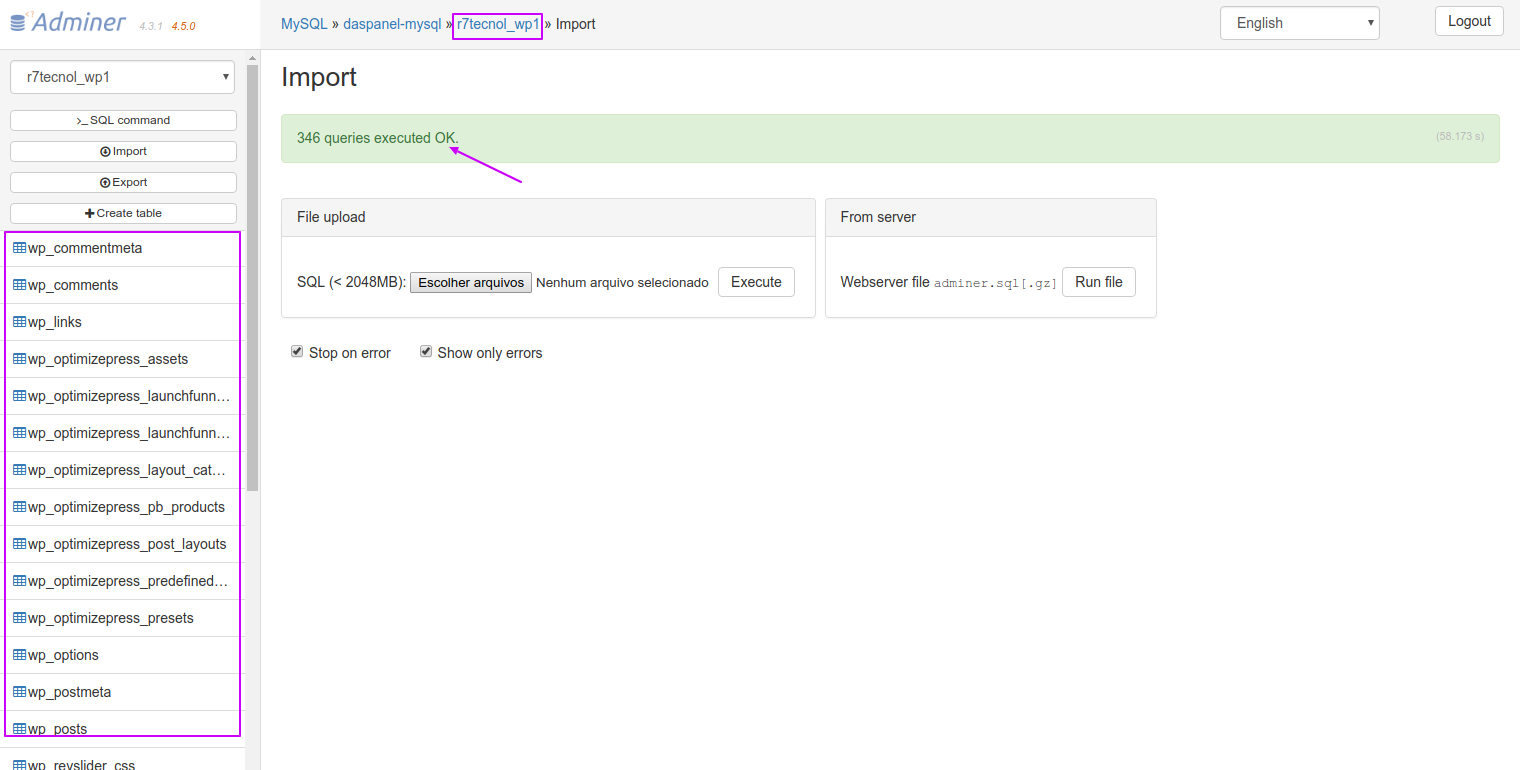 Adminer 4.3.1 4.5.0
MySQL » daspanel-mysql » r7tecnol_wp1 » Import
English
Logout
r7tecnol_wp1
SQL command
Import
Export
Create table
wp_commentmeta
wp_comments
wp_links
wp_optimizepress_assets
wp_optimizepress_launchfunn…
wp_optimizepress_launchfunn…
wp_optimizepress_layout_cat…
wp_optimizepress_pb_products
wp_optimizepress_post_layouts
wp_optimizepress_predefined…
wp_optimizepress_presets
wp_options
wp_postmeta
wp_posts
wp_revslider_css
Import
346 queries executed OK.
(58.173 s)
File upload
SQL (< 2048MB): Escolher arquivos Nenhum arquivo selecionado Execute
From server
Webserver file adminer.sql[.gz] Run file
Stop on error
Show only errors